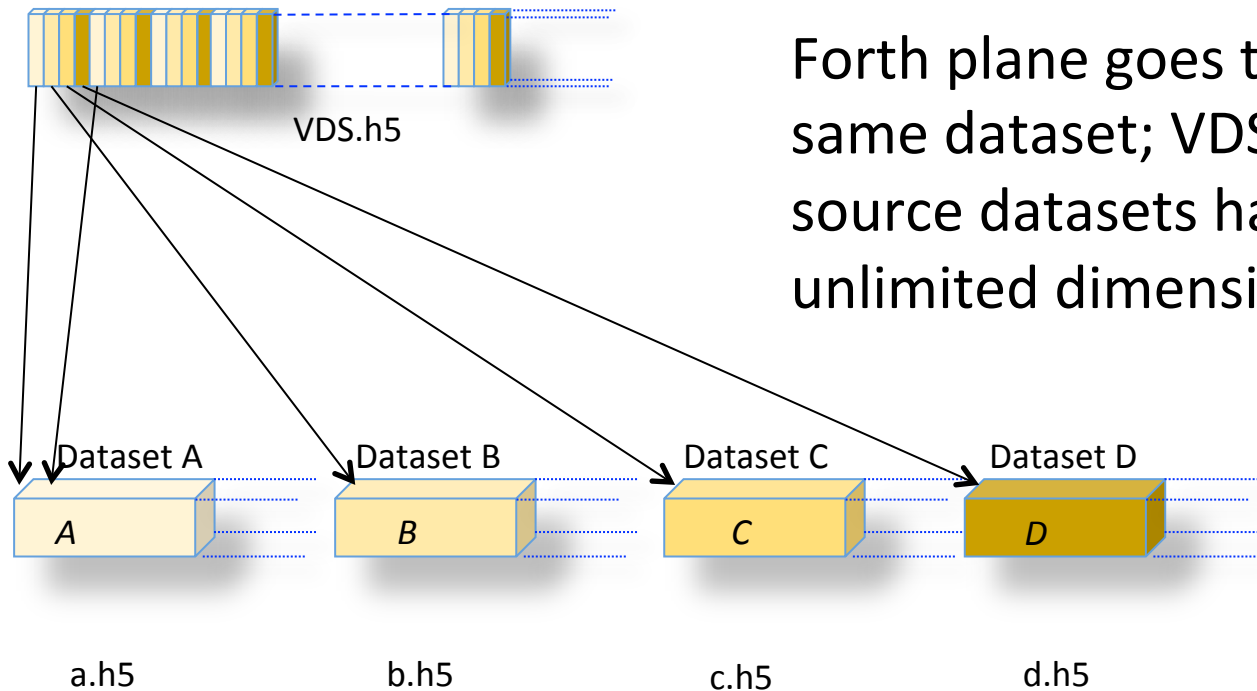 VDS.h5
Forth plane goes t
same dataset; VDS
source datasets ha
unlimited dimensi
Dataset A Dataset B Dataset C Dataset D
A B C D
a.h5 b.h5 c.h5 d.h5